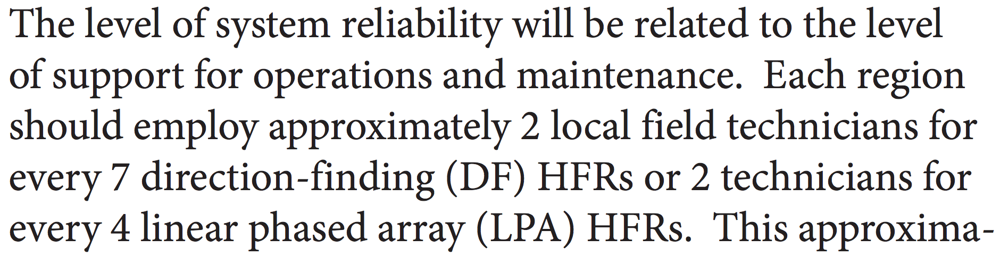 The level of system reliability will be related to the level
of support for operations and maintenance.  Each region
should employ approximately 2 local field technicians for
every 7 direction-finding (DF) HFRs or 2 technicians for
every 4 linear phased array (LPA) HFRs.  This approxima-